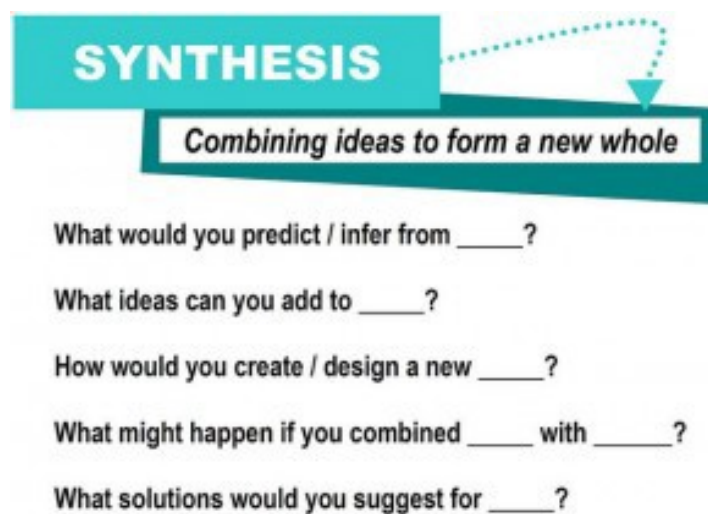 SYNTHESIS
Combining ideas to form a new whole
What would you predict / infer from _____?
What ideas can you add to _____?
How would you create / design a new _____?
What might happen if you combined _____ with ______?
What solutions would you suggest for _____?